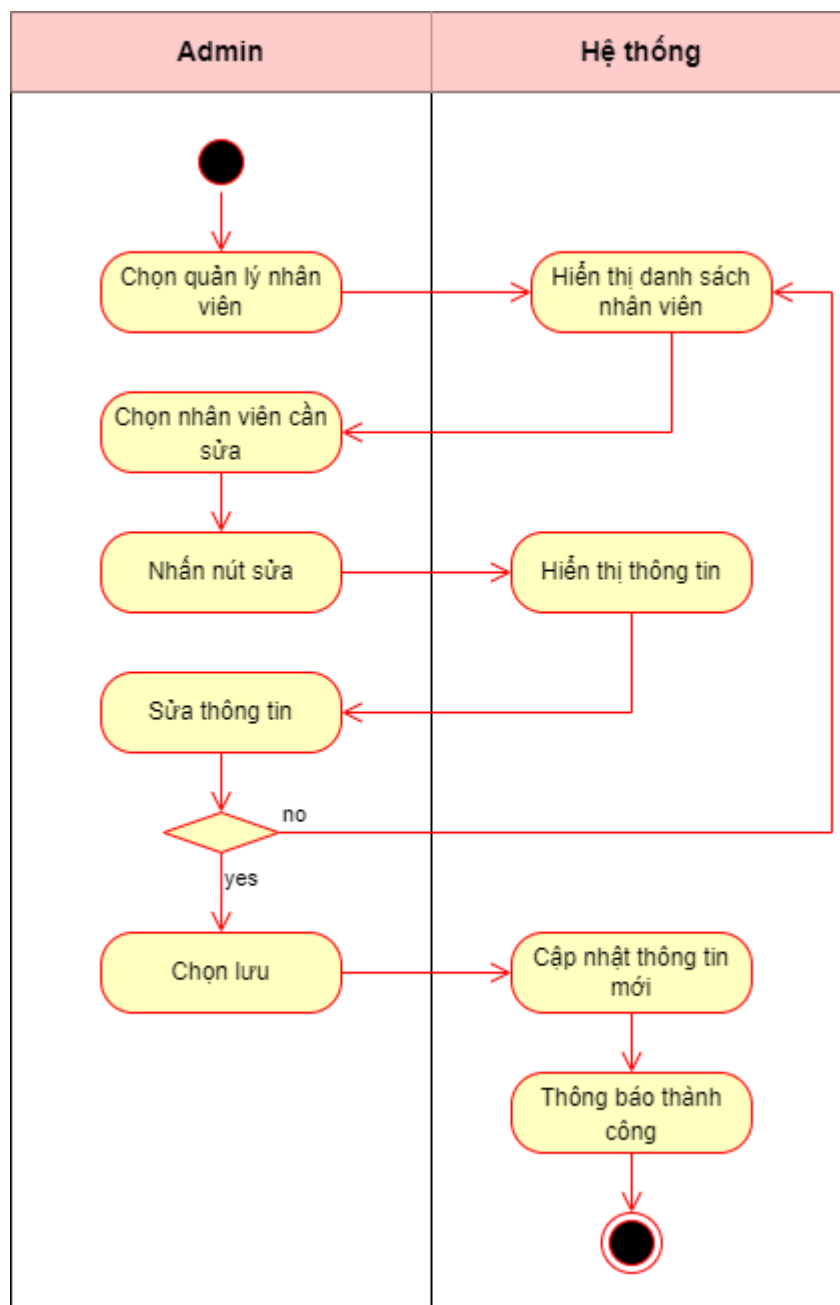 Admin
Hệ thống
Chọn quản lý nhân
viên
Hiển thị danh sách
nhân viên
Chọn nhân viên cần
sửa
Nhấn nút sửa
Hiển thị thông tin
Sửa thông tin
no
yes
Chọn lưu
Cập nhật thông tin
mới
Thông báo thành
công